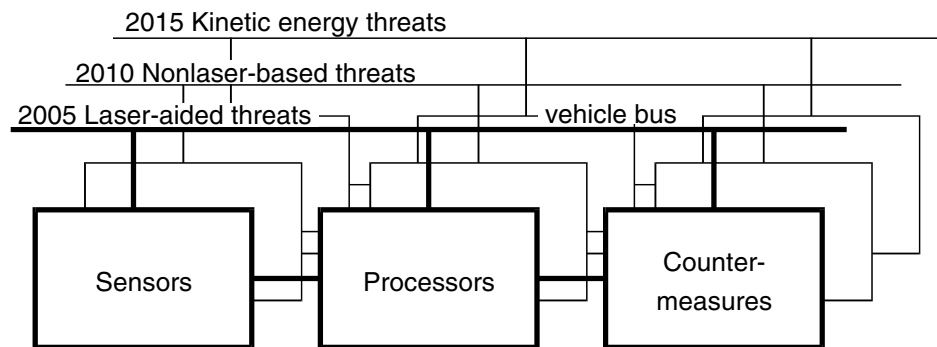 2015 Kinetic energy threats
2010 Nonlaser-based threats
2005 Laser-aided threats
vehicle bus
Sensors
Processors
Counter-
measures